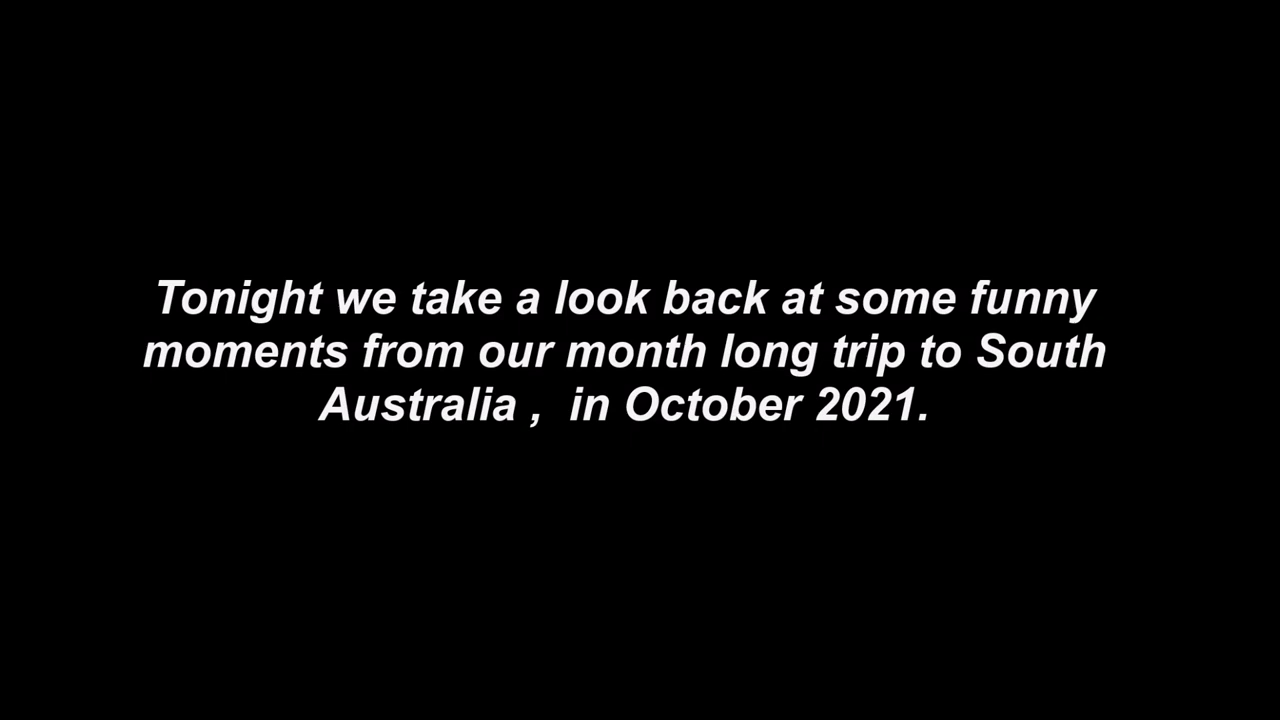 Tonight we take a look back at some funny
moments from our month long trip to South
Australia ,  in October 2021.